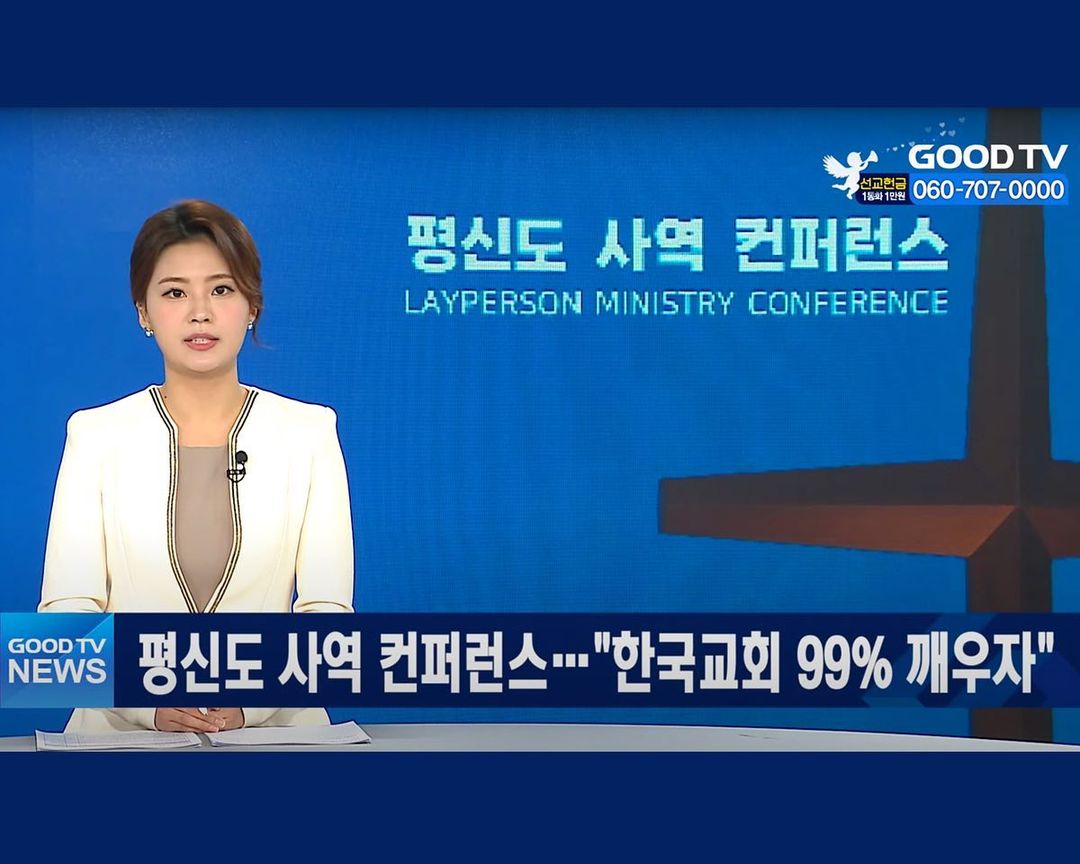 GOOD TV
선교헌금
1통화 1만원
060-707-0000
평신도 사역 컨퍼런스
LAYPERSON MINISTRY CONFERENCE
GOOD TV
NEWS
평신도 사역 컨퍼런스…"한국교회 99% 깨우자"